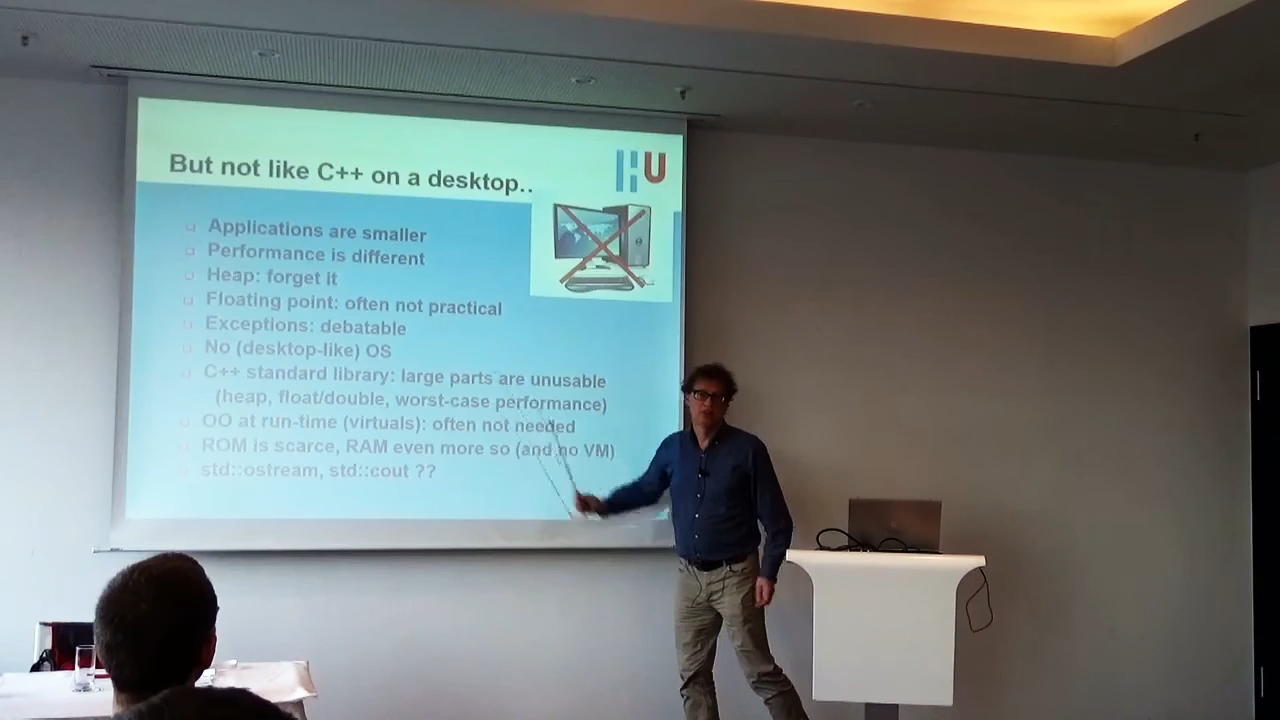 But not like C++ on a desktop..
HU
Applications are smaller
Performance is different
Heap: forget it
Floating point: often not practical
Exceptions: debatable
No (desktop-like) OS
C++ standard library: large parts are unusable
(heap, float/double, worst-case performance)
OO at run-time (virtuals): often not needed
ROM is scarce, RAM even more so (and no VM)
std::ostream, std::cout ??